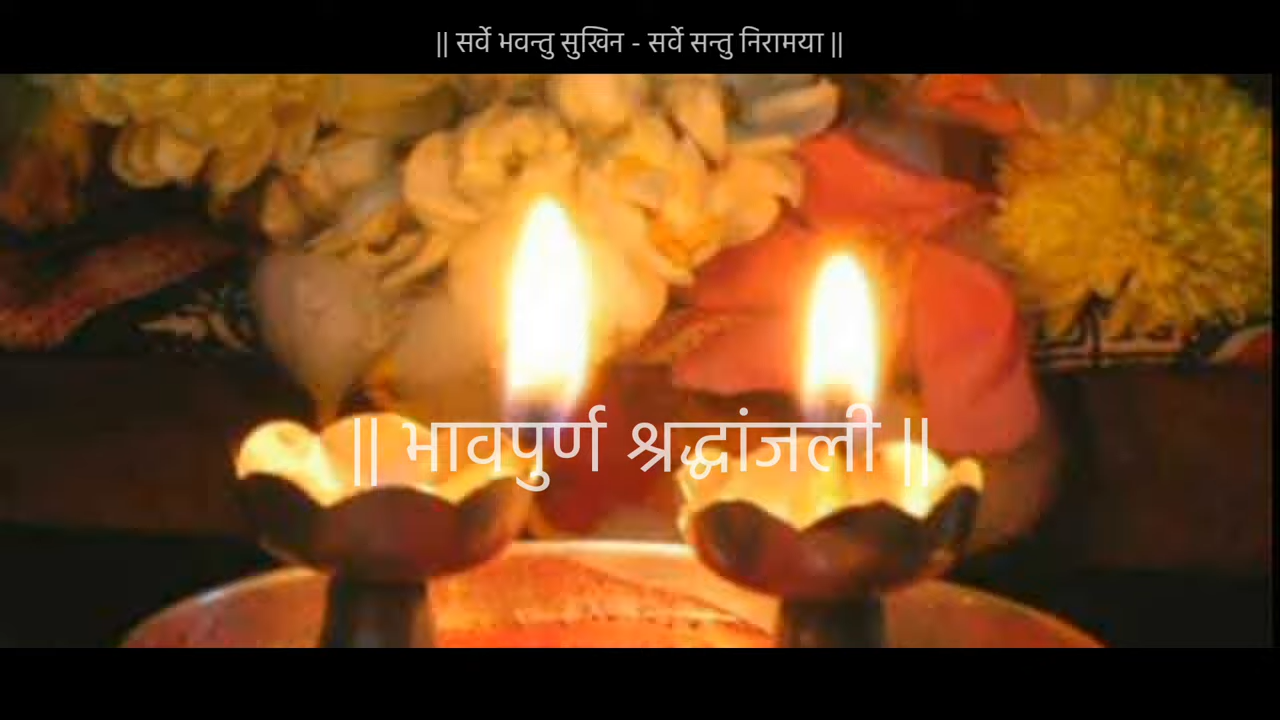 || सर्वे भवन्तु सुखिन - सर्वे सन्तु निरामया ||
|| भावपुर्ण श्रद्धांजली ||